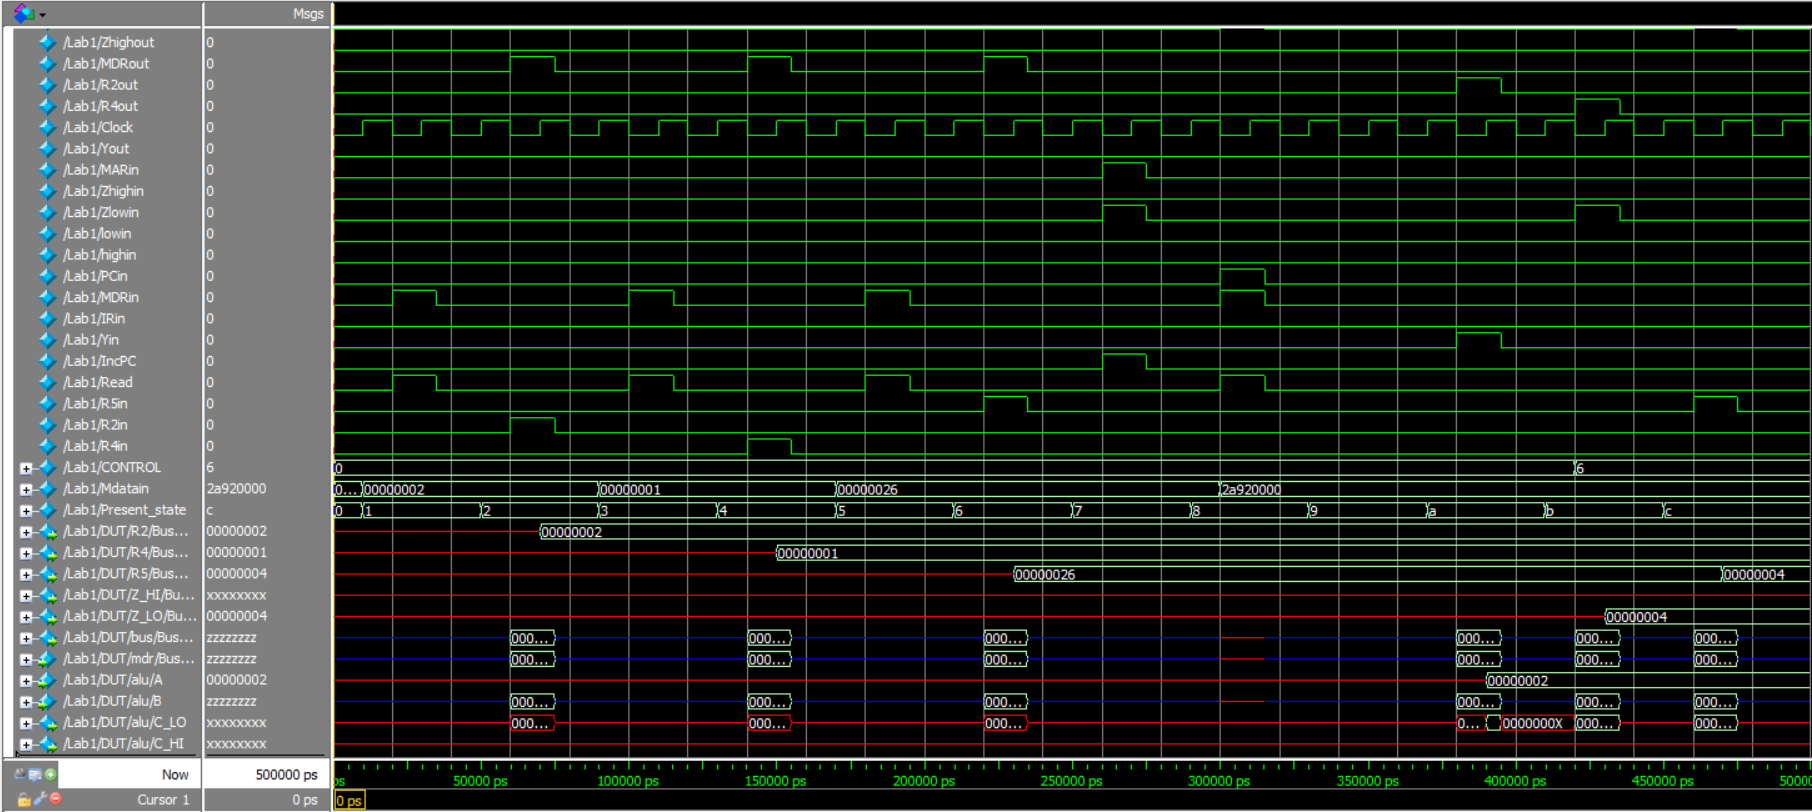 Msgs
/Lab1/Zhighout 0
/Lab1/MDRout 0
/Lab1/R2out 0
/Lab1/R4out 0
/Lab1/Clock 0
/Lab1/Yout 0
/Lab1/MARin 0
/Lab1/Zhighin 0
/Lab1/Zlowin 0
/Lab1/lowin 0
/Lab1/highin 0
/Lab1/PCin 0
/Lab1/MDRin 0
/Lab1/IRin 0
/Lab1/Yin 0
/Lab1/IncPC 0
/Lab1/Read 0
/Lab1/R5in 0
/Lab1/R2in 0
/Lab1/R4in 0
/Lab1/CONTROL 6 0 6
/Lab1/Mdatain 2a920000 0... 00000002 00000001 00000026 2a920000
/Lab1/Present_state c 0 1 2 3 4 5 6 7 8 9 a b c
/Lab1/DUT/R2/Bus... 00000002 00000002
/Lab1/DUT/R4/Bus... 00000001 00000001
/Lab1/DUT/R5/Bus... 00000004 00000026 00000004
/Lab1/DUT/Z_HI/Bu... xxxxxxxx
/Lab1/DUT/Z_LO/Bu... 00000004 00000004
/Lab1/DUT/bus/Bus... zzzzzzzz 000... 000... 000... 000... 000... 000...
/Lab1/DUT/mdr/Bus... zzzzzzzz 000... 000... 000... 000... 000... 000...
/Lab1/DUT/alu/A 00000002 00000002
/Lab1/DUT/alu/B zzzzzzzz 000... 000... 000... 000... 000... 000...
/Lab1/DUT/alu/C_LO xxxxxxxx 000... 000... 000... 0... 0000000X 000... 000...
/Lab1/DUT/alu/C_HI xxxxxxxx
Now 500000 ps ps 50000 ps 100000 ps 150000 ps 200000 ps 250000 ps 300000 ps 350000 ps 400000 ps 450000 ps 50000
Cursor 1 0 ps 0 ps